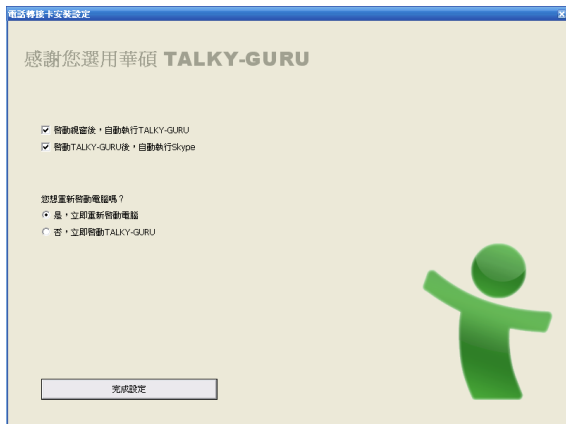 電話轉接卡安裝設定
感謝您選用華碩 TALKY-GURU
啟動視窗後，自動執行TALKY-GURU
啟動TALKY-GURU後，自動執行Skype
您想重新啟動電腦嗎？
是，立即重新啟動電腦
否，立即啟動TALKY-GURU
完成設定